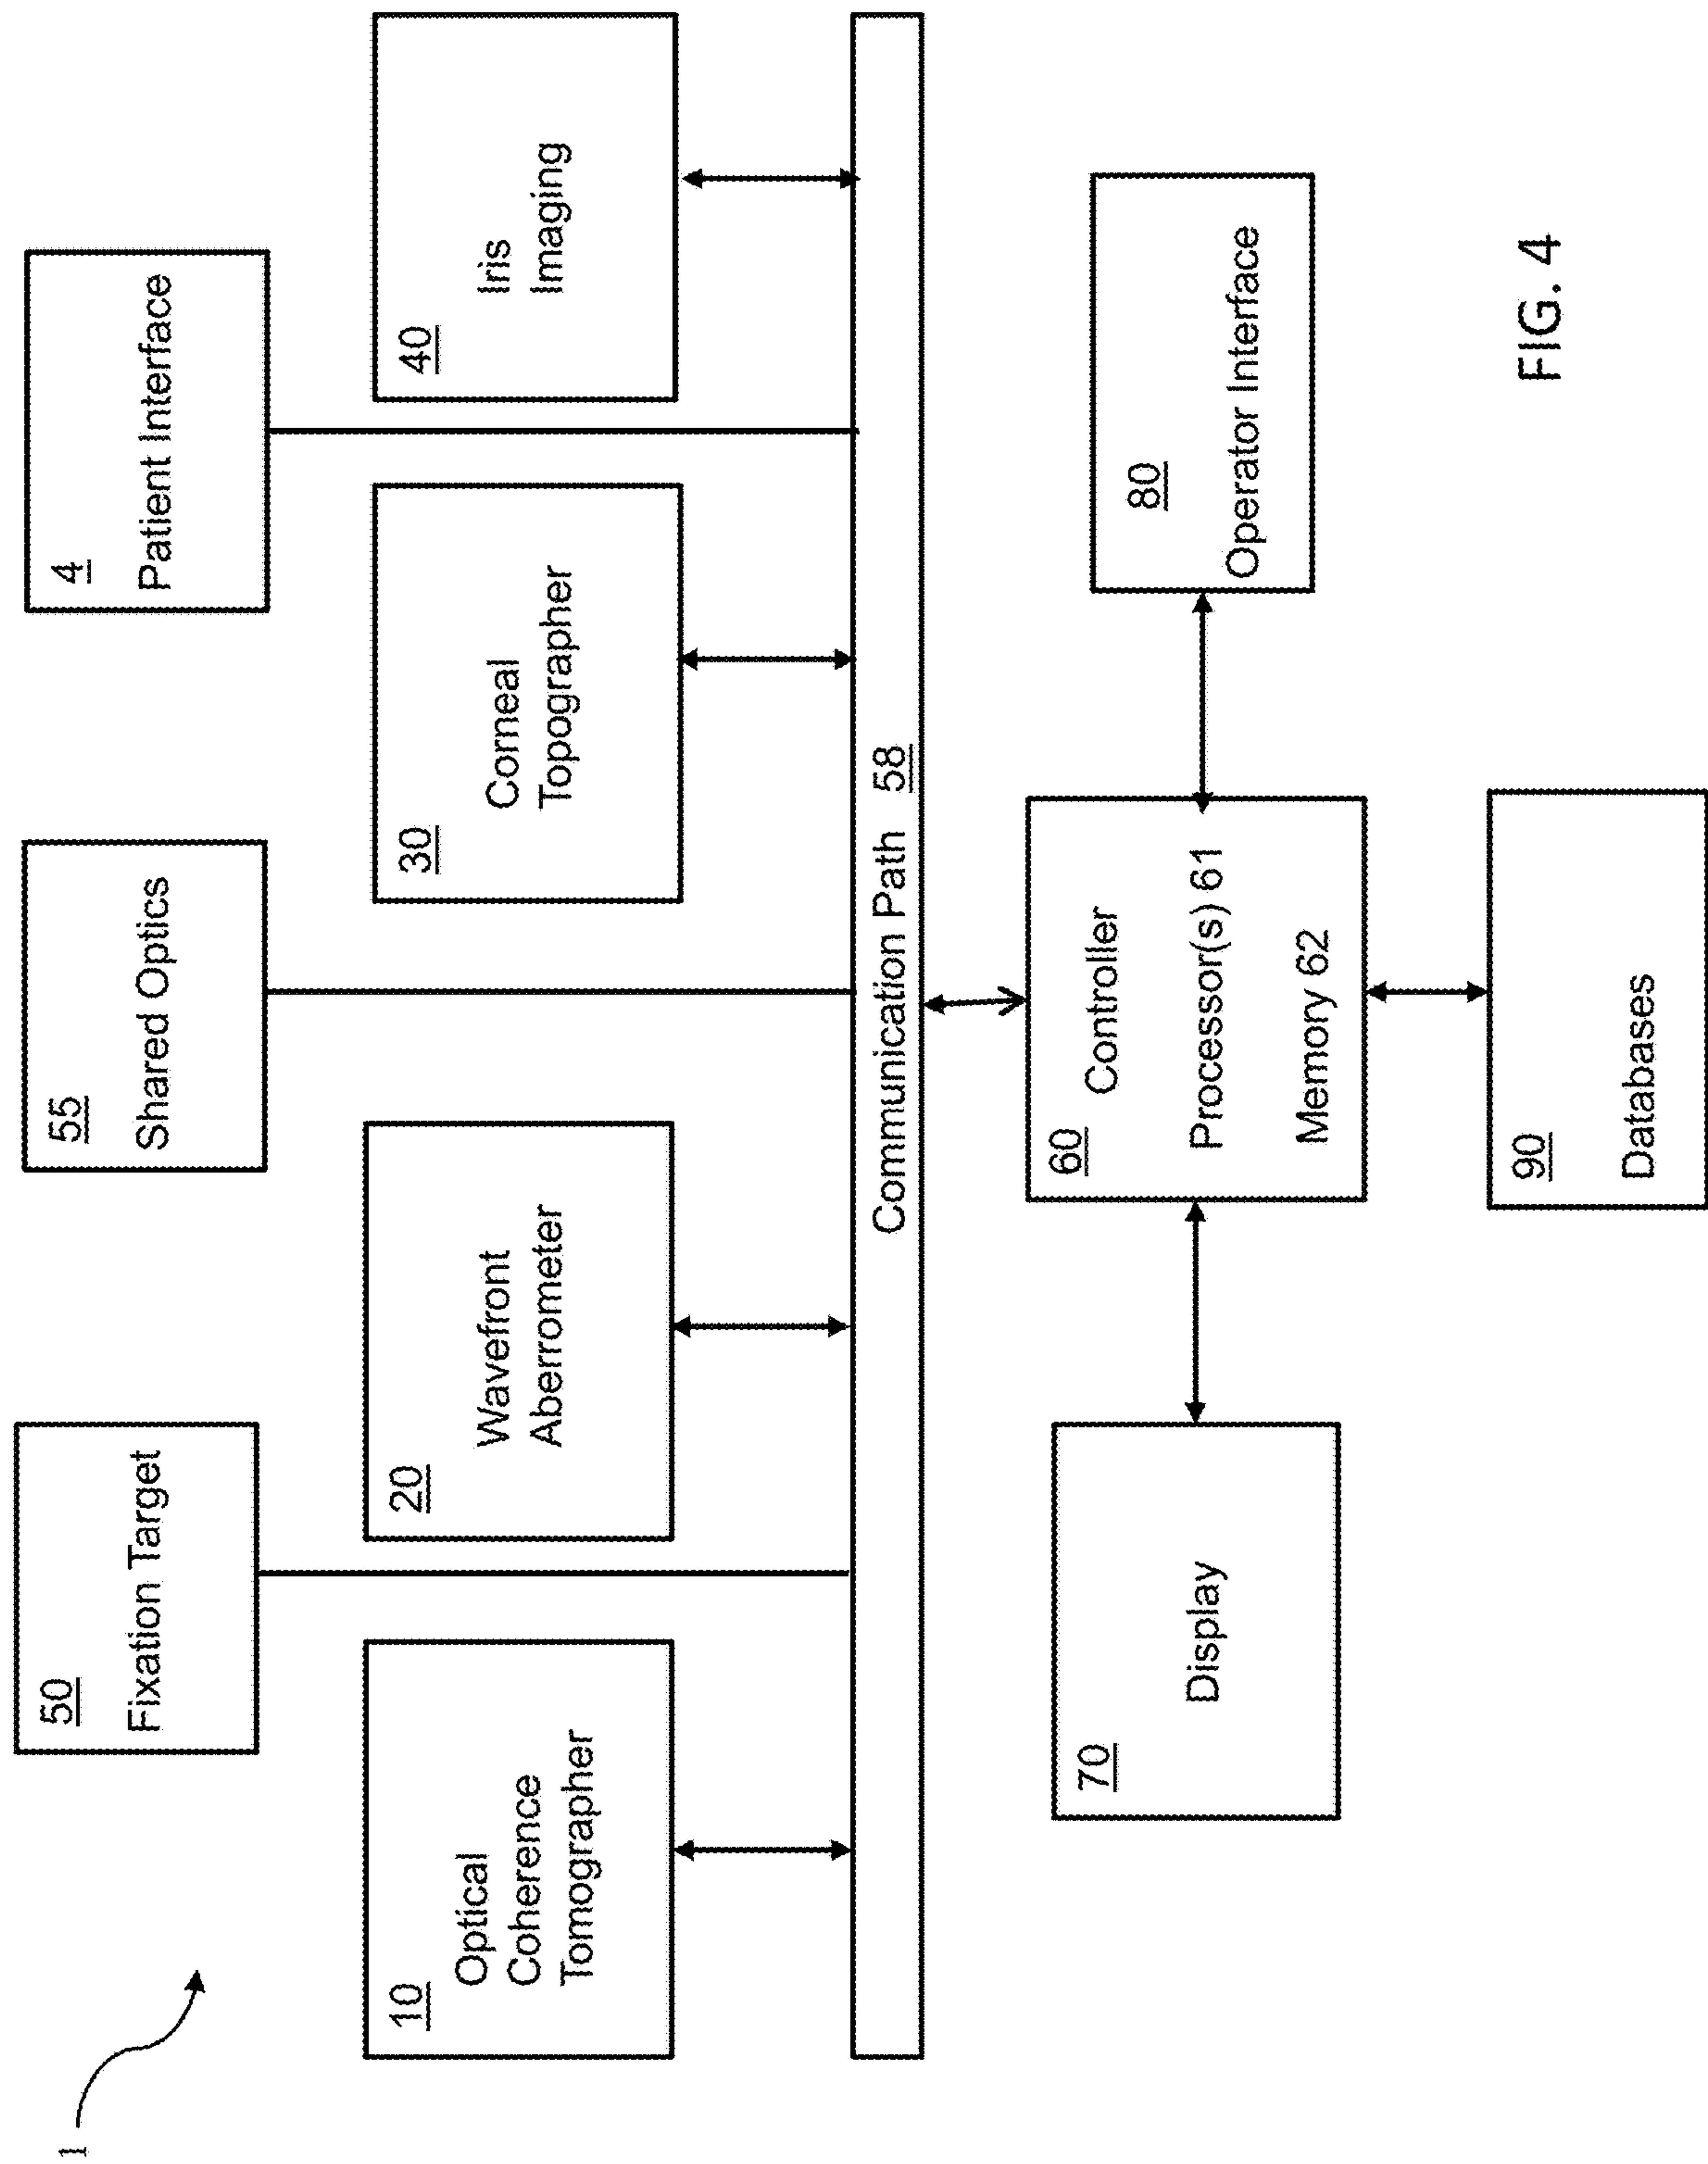 1
50
Fixation Target
55
Shared Optics
4
Patient Interface
10
Optical
Coherence
Tomographer
20
Wavefront
Aberrometer
30
Corneal
Topographer
40
Iris
Imaging
Communication Path 58
70
Display
60
Controller
Processor(s) 61
Memory 62
80
Operator Interface
90
Databases
FIG. 4